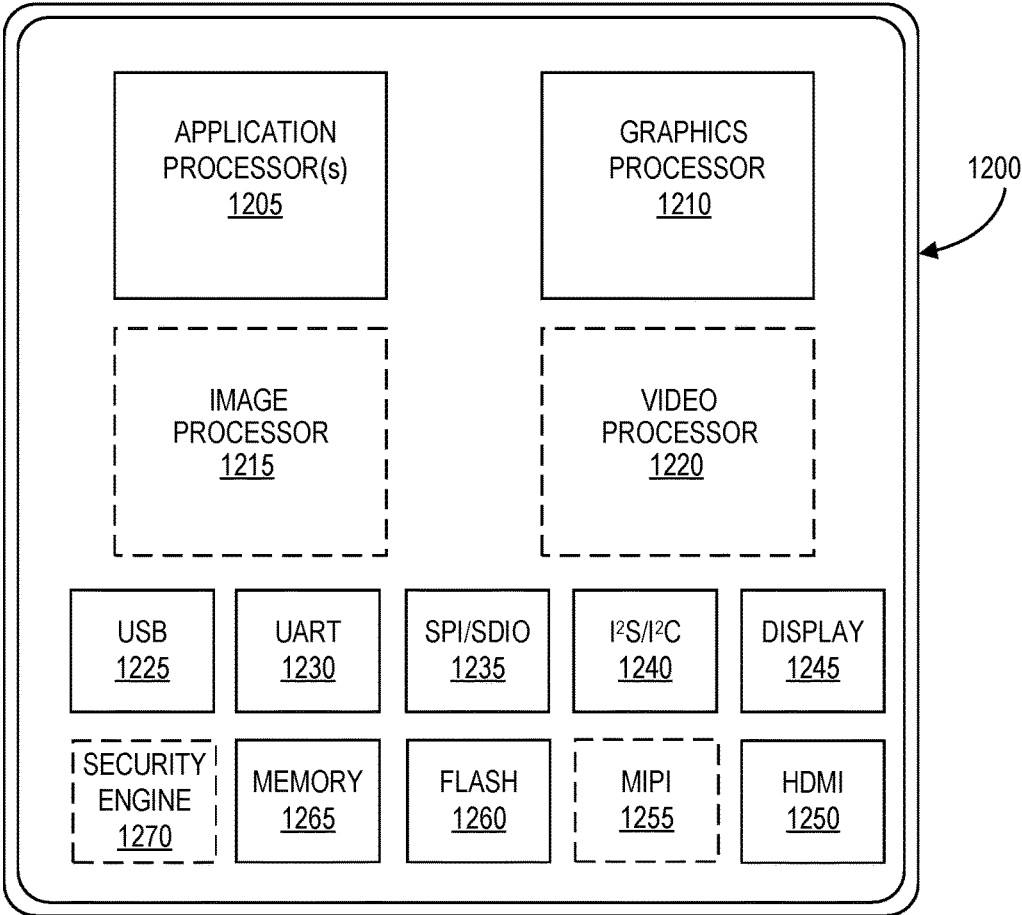 APPLICATION
PROCESSOR(s)
1205
GRAPHICS
PROCESSOR
1210
1200
IMAGE
PROCESSOR
1215
VIDEO
PROCESSOR
1220
USB
1225
UART
1230
SPI/SDIO
1235
I²S/I²C
1240
DISPLAY
1245
SECURITY
ENGINE
1270
MEMORY
1265
FLASH
1260
MIPI
1255
HDMI
1250